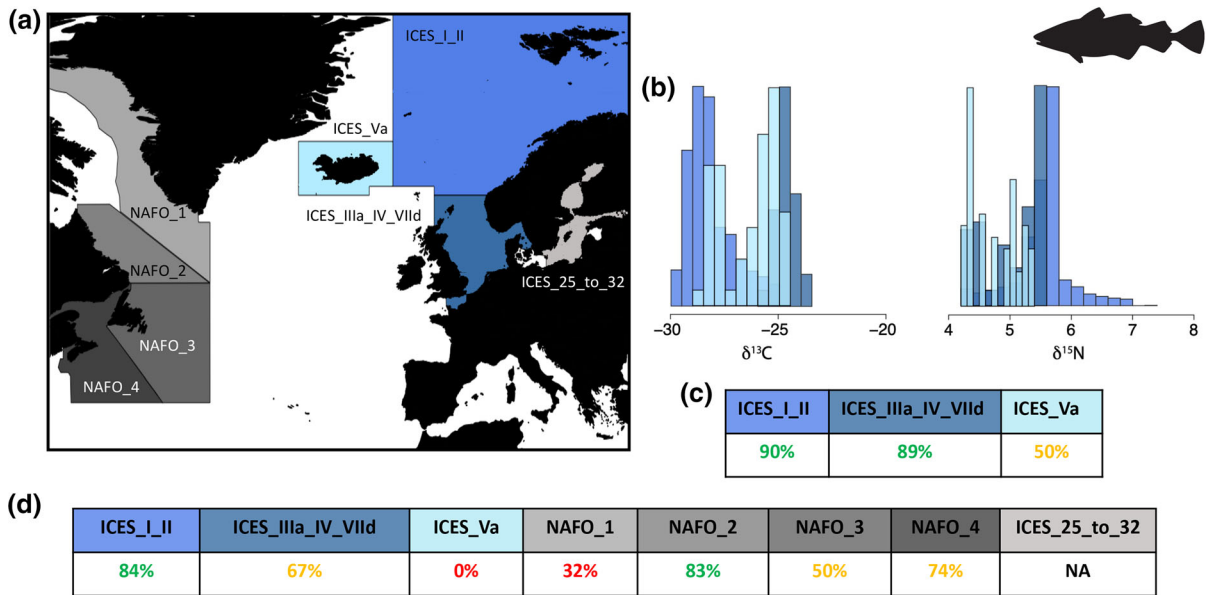 (a)
ICES_I_II
ICES_Va
ICES_IIIa_IV_VIId
NAFO_1
NAFO_2
ICES_25_to_32
NAFO_3
NAFO_4
(b)
−30 −25 −20
δ¹³C
4 5 6 7 8
δ¹⁵N
(c)
ICES_I_II ICES_IIIa_IV_VIId ICES_Va
90% 89% 50%
(d)
ICES_I_II ICES_IIIa_IV_VIId ICES_Va NAFO_1 NAFO_2 NAFO_3 NAFO_4 ICES_25_to_32
84% 67% 0% 32% 83% 50% 74% NA